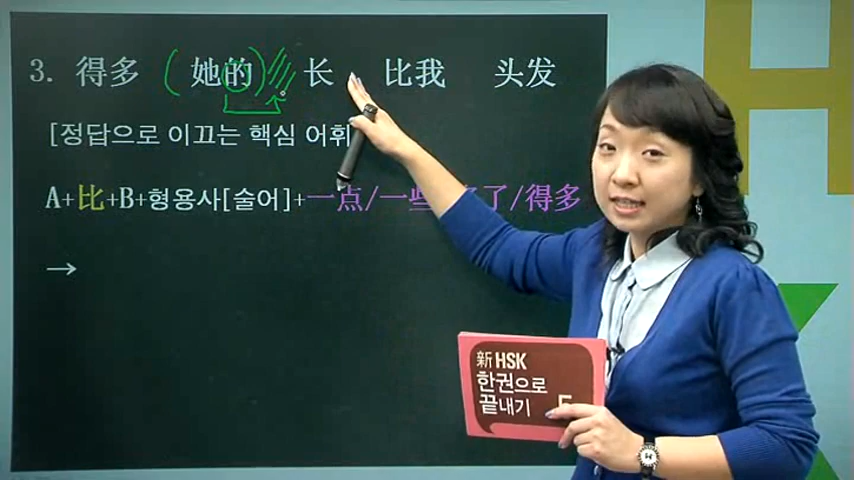 3. 得多 (她的) 长 比我 头发
[정답으로 이끄는 핵심 어휘
A+比+B+형용사[술어]+一点/一些 多了/得多
→
新HSK
한권으로
끝내기
5
H